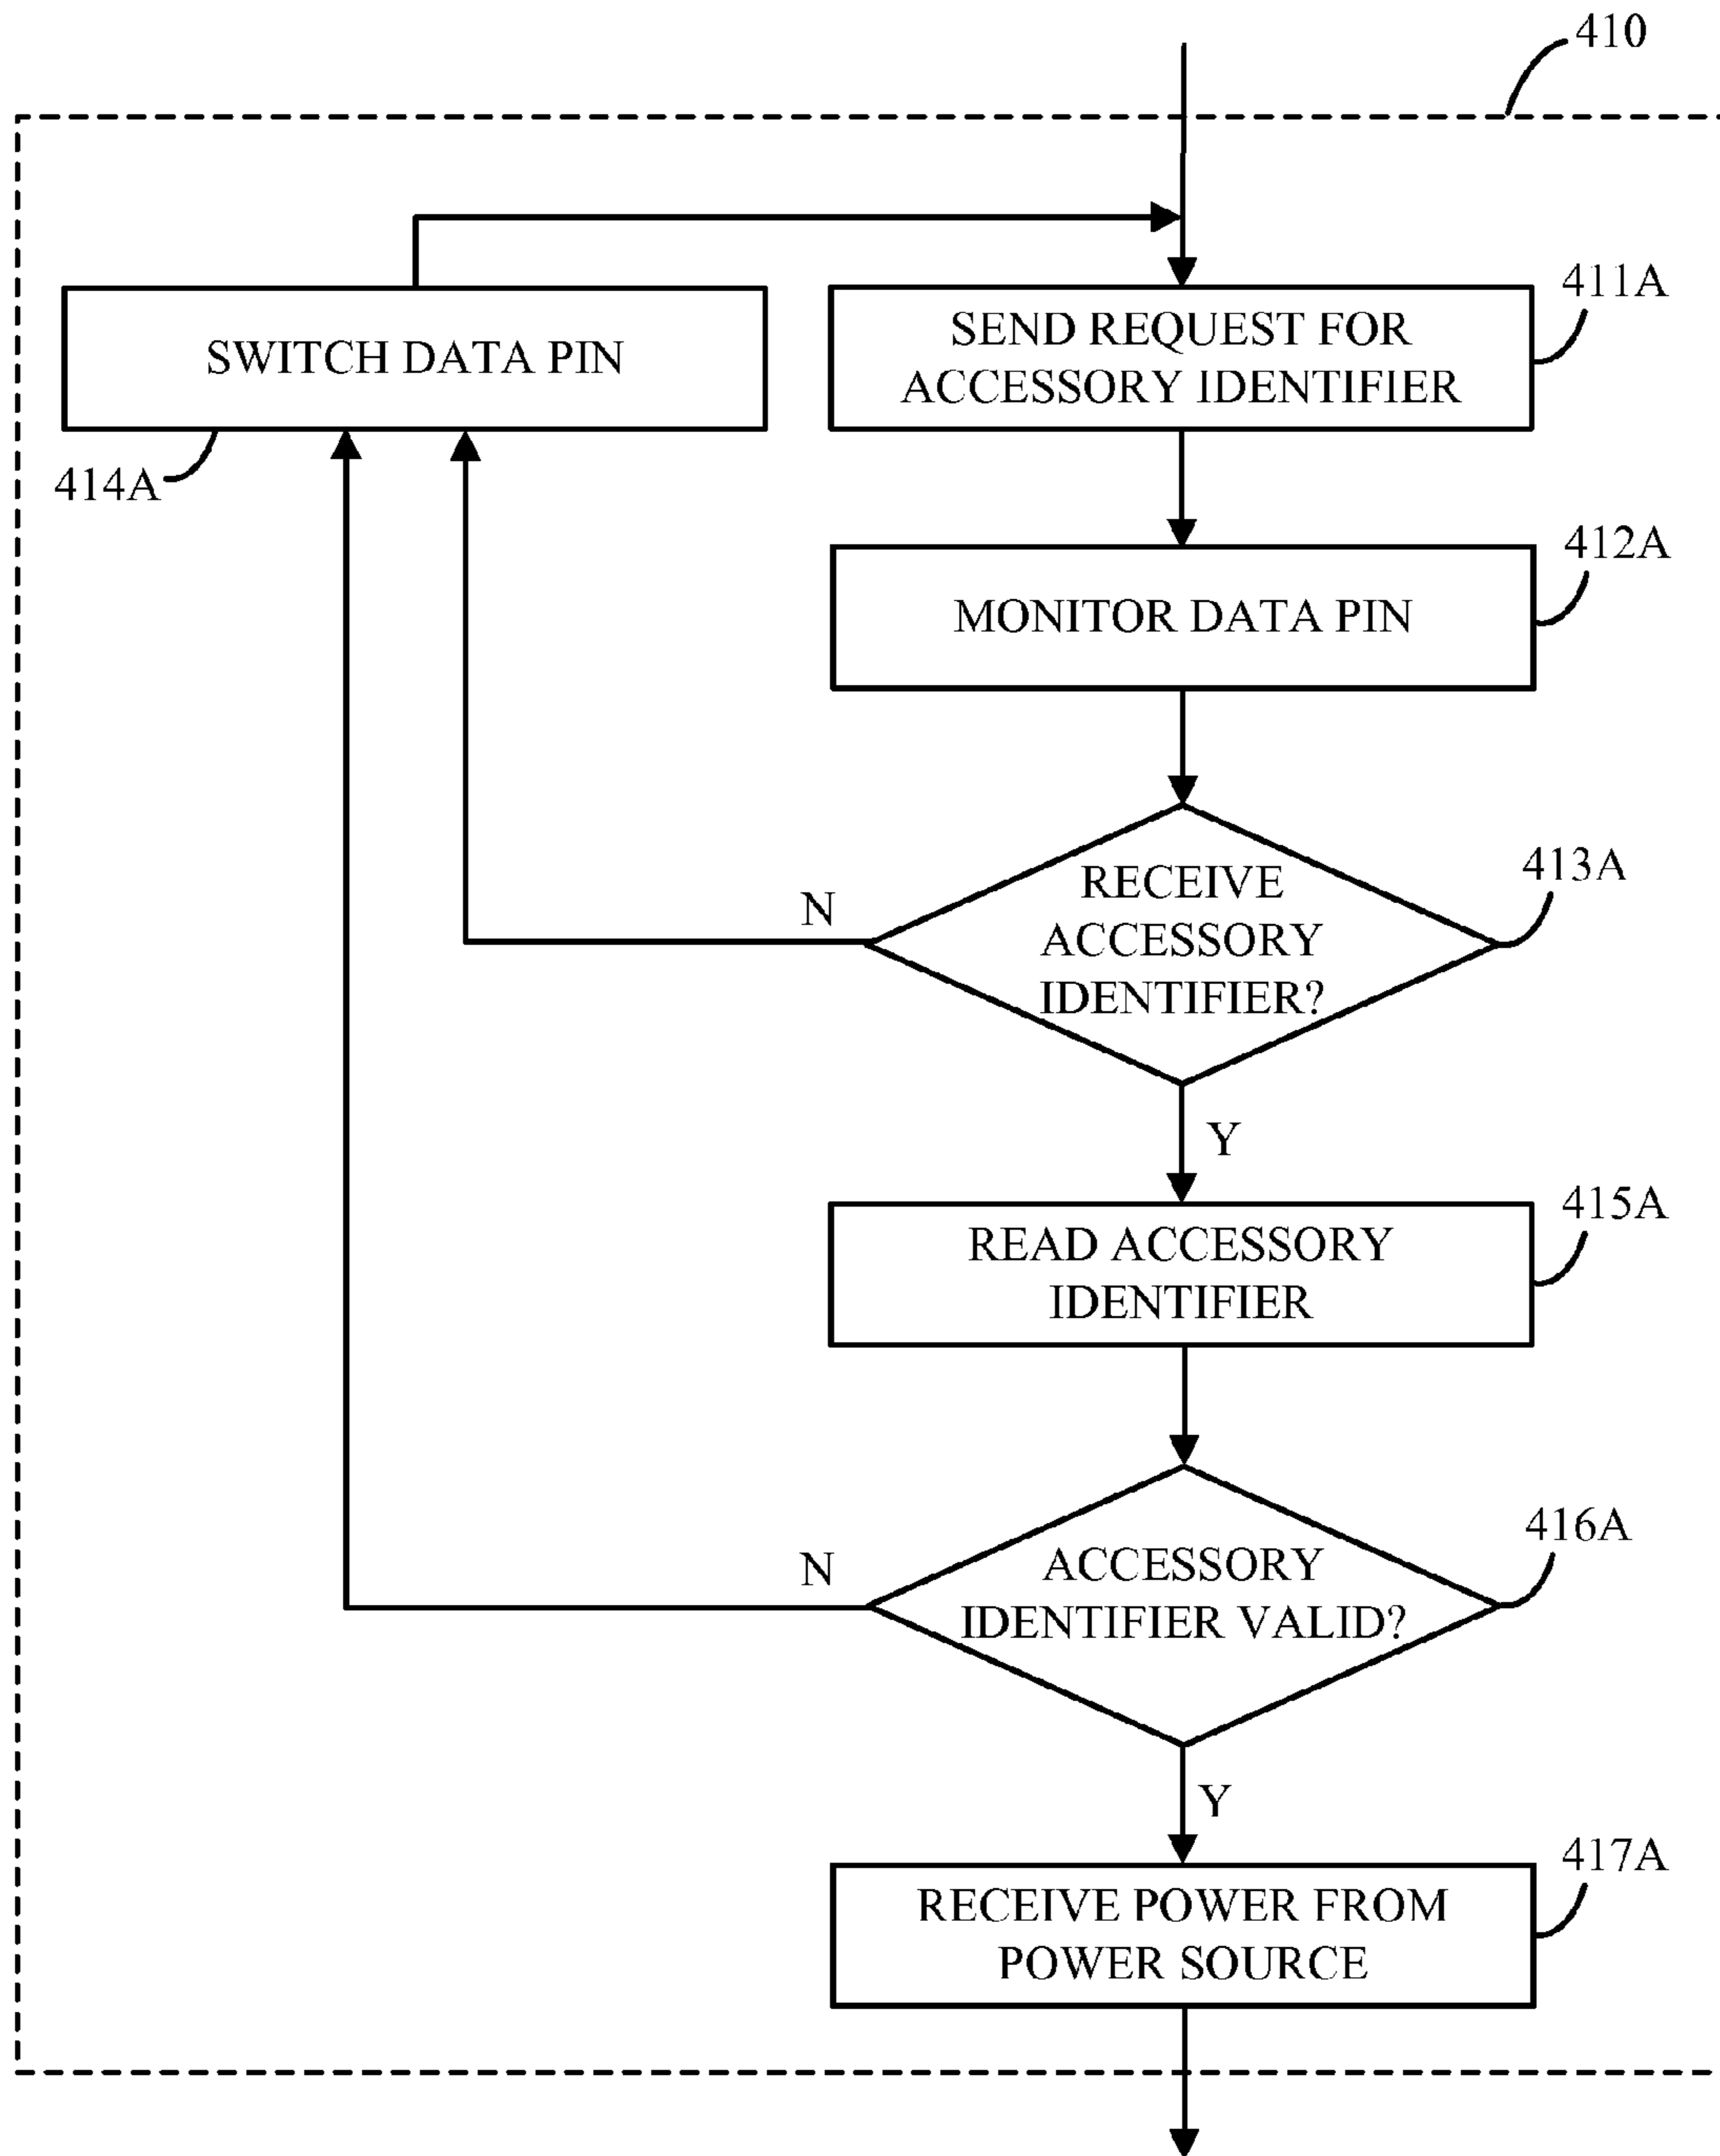 410
SWITCH DATA PIN
414A
SEND REQUEST FOR
ACCESSORY IDENTIFIER
411A
MONITOR DATA PIN
412A
RECEIVE
ACCESSORY
IDENTIFIER?
413A
N
Y
READ ACCESSORY
IDENTIFIER
415A
ACCESSORY
IDENTIFIER VALID?
416A
N
Y
RECEIVE POWER FROM
POWER SOURCE
417A